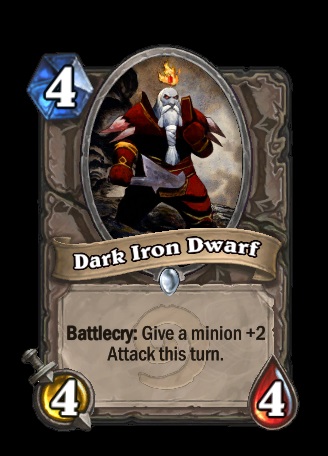 4
Dark Iron Dwarf
Battlecry: Give a minion +2
Attack this turn.
4
4